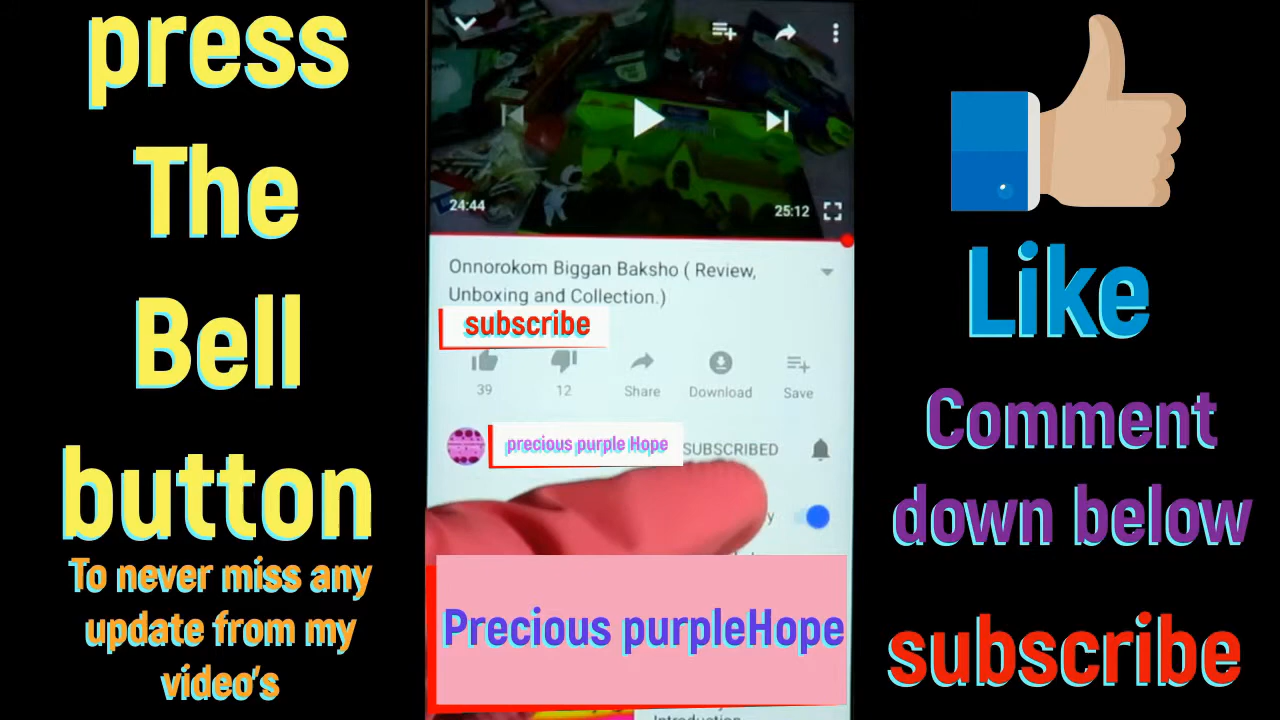 press
The
Bell
button
To never miss any
update from my
video's
24:44
25:12
Onnorokom Biggan Baksho ( Review,
Unboxing and Collection.)
subscribe
39
12
Share
Download
Save
precious purple Hope
SUBSCRIBED
Precious purpleHope
Introduction
Like
Comment
down below
subscribe